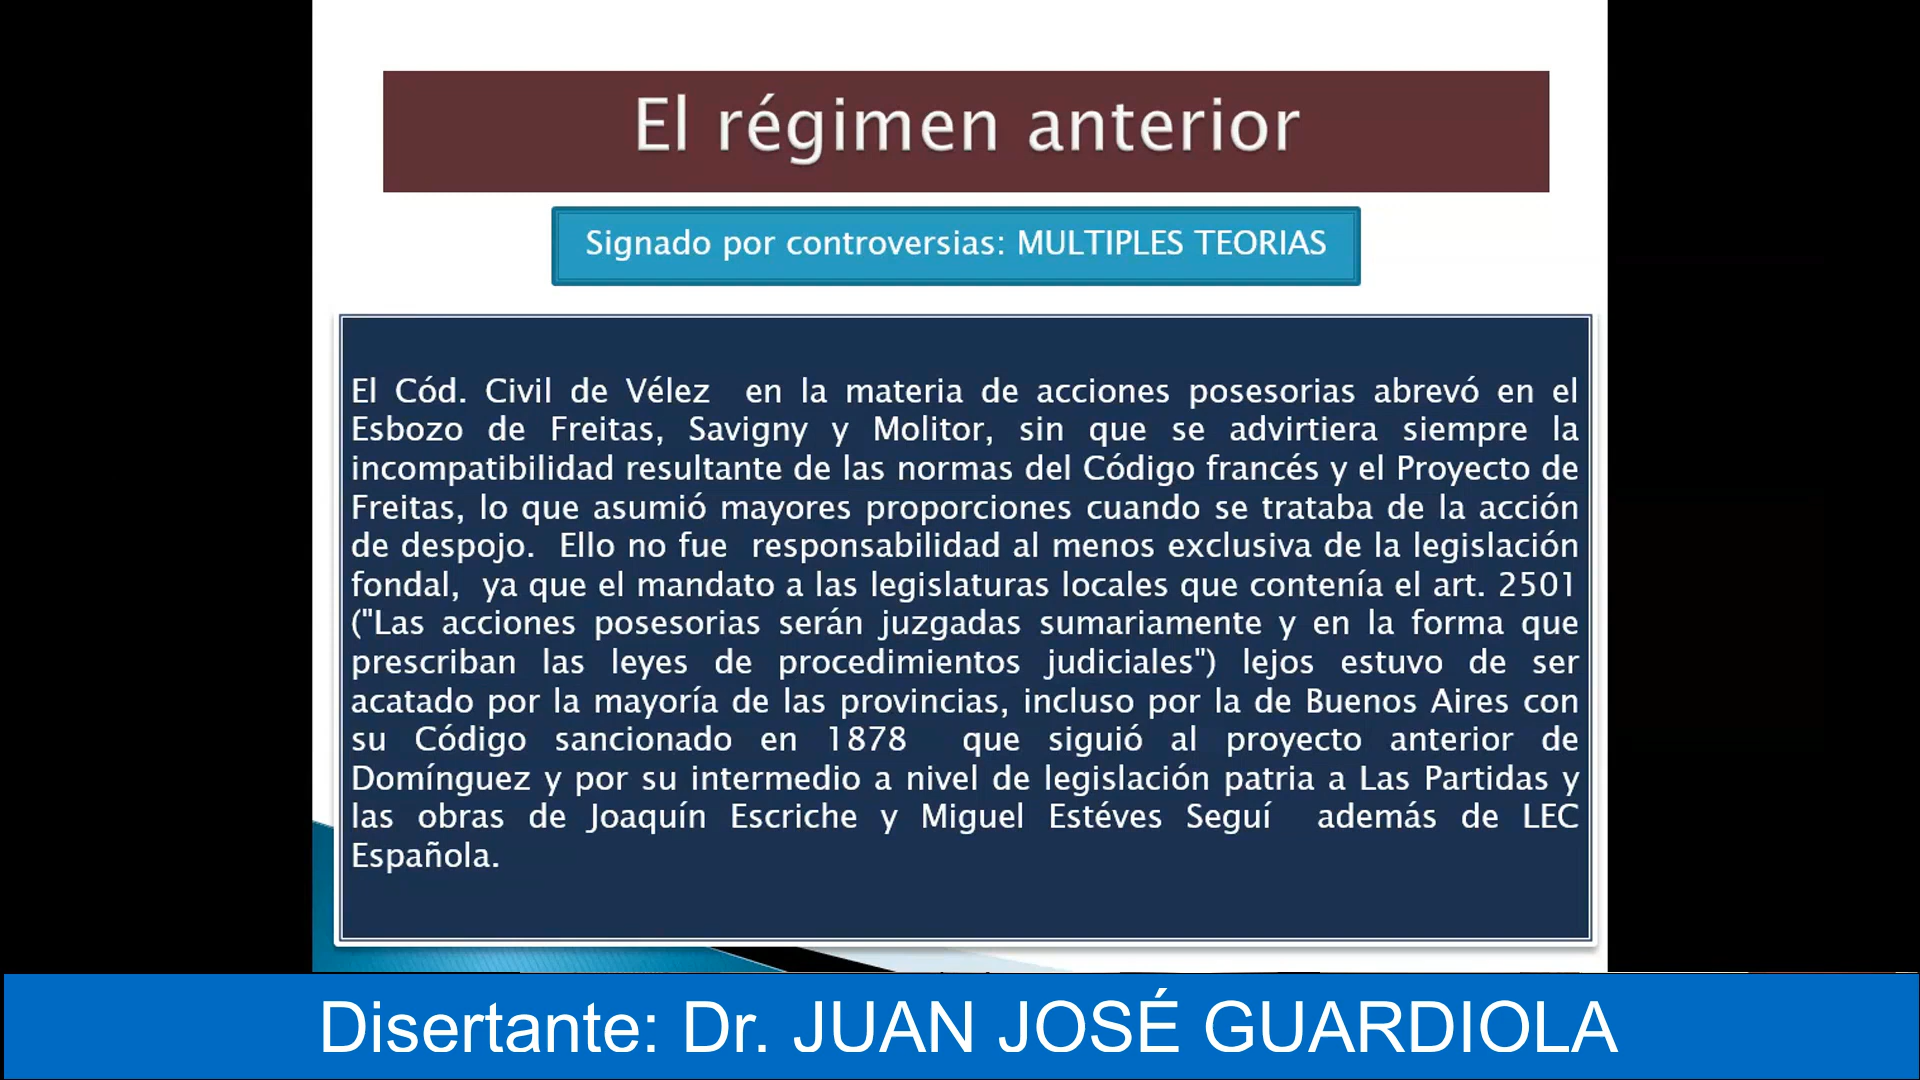 El régimen anterior
Signado por controversias: MULTIPLES TEORIAS
El Cód. Civil de Vélez en la materia de acciones posesorias abrevó en el
Esbozo de Freitas, Savigny y Molitor, sin que se advirtiera siempre la
incompatibilidad resultante de las normas del Código francés y el Proyecto de
Freitas, lo que asumió mayores proporciones cuando se trataba de la acción
de despojo. Ello no fue responsabilidad al menos exclusiva de la legislación
fondal, ya que el mandato a las legislaturas locales que contenía el art. 2501
("Las acciones posesorias serán juzgadas sumariamente y en la forma que
prescriban las leyes de procedimientos judiciales") lejos estuvo de ser
acatado por la mayoría de las provincias, incluso por la de Buenos Aires con
su Código sancionado en 1878 que siguió al proyecto anterior de
Domínguez y por su intermedio a nivel de legislación patria a Las Partidas y
las obras de Joaquín Escriche y Miguel Estéves Seguí además de LEC
Española.
Disertante: Dr. JUAN JOSÉ GUARDIOLA